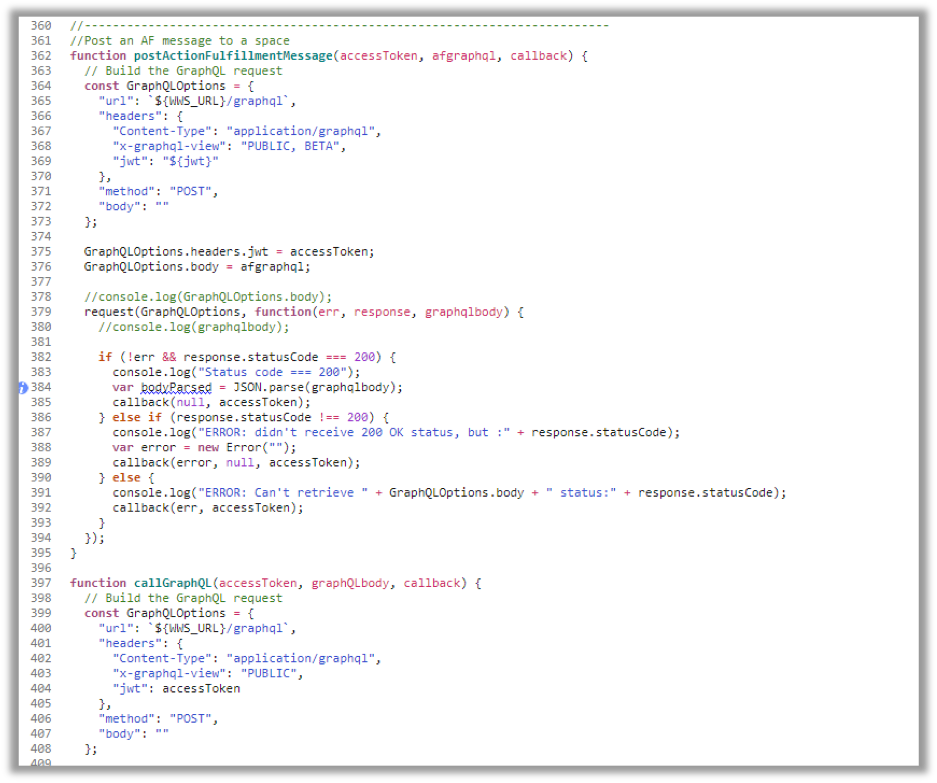 360 //--------------------------------------------------------------------------
361 //Post an AF message to a space
362 function postActionFulfillmentMessage(accessToken, afgraphql, callback) {
363   // Build the GraphQL request
364   const GraphQLOptions = {
365     "url": `${WWS_URL}/graphql`,
366     "headers": {
367       "Content-Type": "application/graphql",
368       "x-graphql-view": "PUBLIC, BETA",
369       "jwt": "${jwt}"
370     },
371     "method": "POST",
372     "body": ""
373   };
374
375   GraphQLOptions.headers.jwt = accessToken;
376   GraphQLOptions.body = afgraphql;
377
378   //console.log(GraphQLOptions.body);
379   request(GraphQLOptions, function(err, response, graphqlbody) {
380     //console.log(graphqlbody);
381
382     if (!err && response.statusCode === 200) {
383       console.log("Status code === 200");
384       var bodyParsed = JSON.parse(graphqlbody);
385       callback(null, accessToken);
386     } else if (response.statusCode !== 200) {
387       console.log("ERROR: didn't receive 200 OK status, but :" + response.statusCode);
388       var error = new Error("");
389       callback(error, null, accessToken);
390     } else {
391       console.log("ERROR: Can't retrieve " + GraphQLOptions.body + " status:" + response.statusCode);
392       callback(err, accessToken);
393     }
394   });
395 }
396
397 function callGraphQL(accessToken, graphQLbody, callback) {
398   // Build the GraphQL request
399   const GraphQLOptions = {
400     "url": `${WWS_URL}/graphql`,
401     "headers": {
402       "Content-Type": "application/graphql",
403       "x-graphql-view": "PUBLIC",
404       "jwt": accessToken
405     },
406     "method": "POST",
407     "body": ""
408   };
409